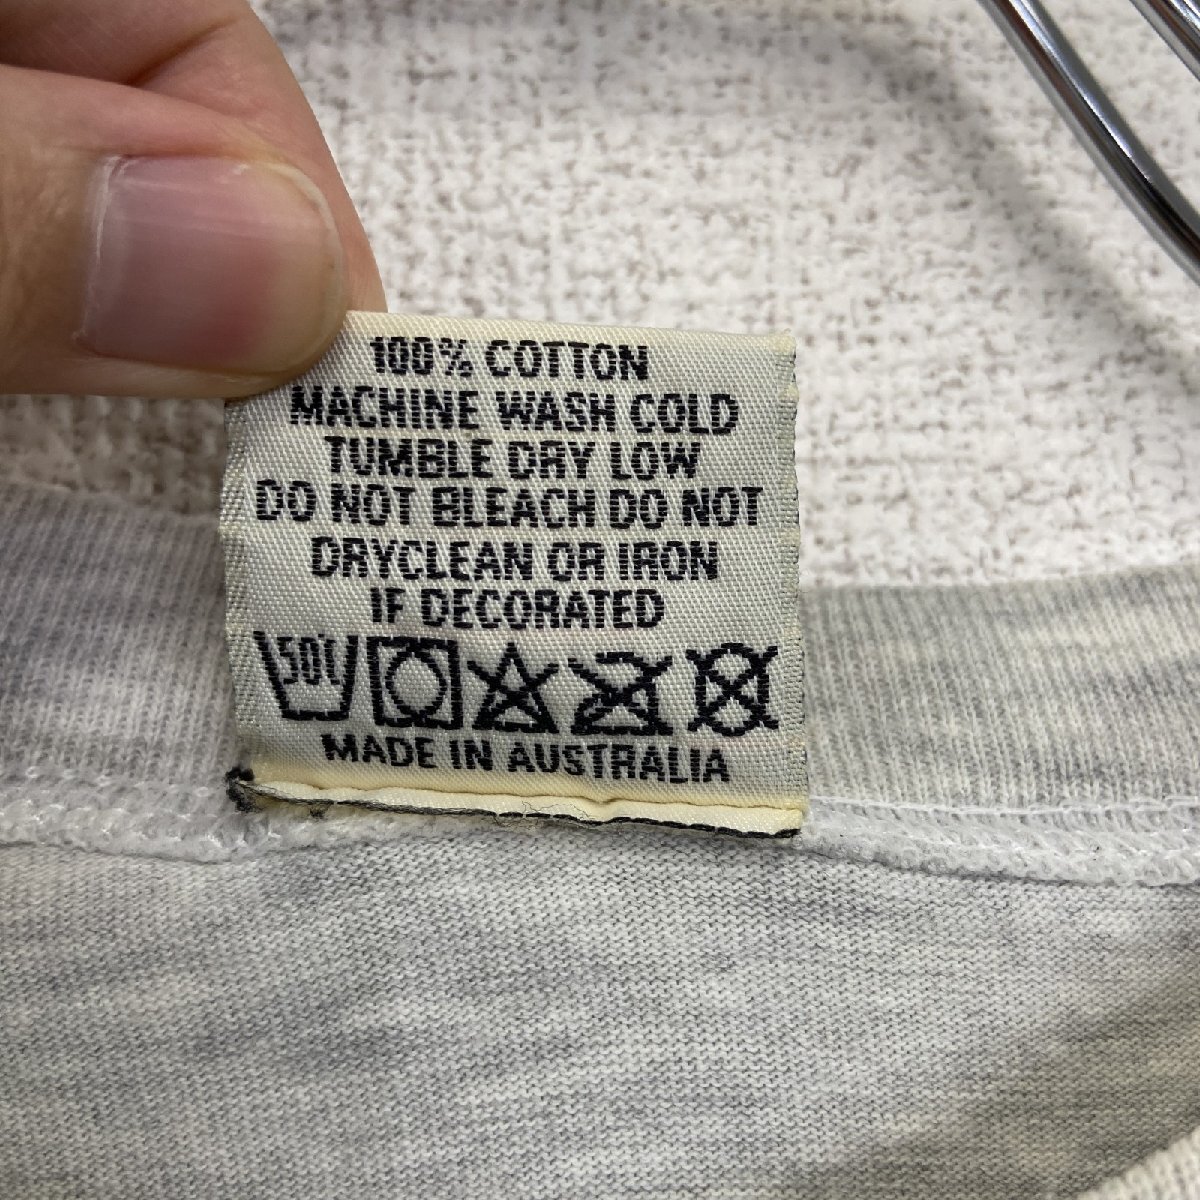 100% COTTON
MACHINE WASH COLD
TUMBLE DRY LOW
DO NOT BLEACH DO NOT
DRYCLEAN OR IRON
IF DECORATED
50°C
MADE IN AUSTRALIA